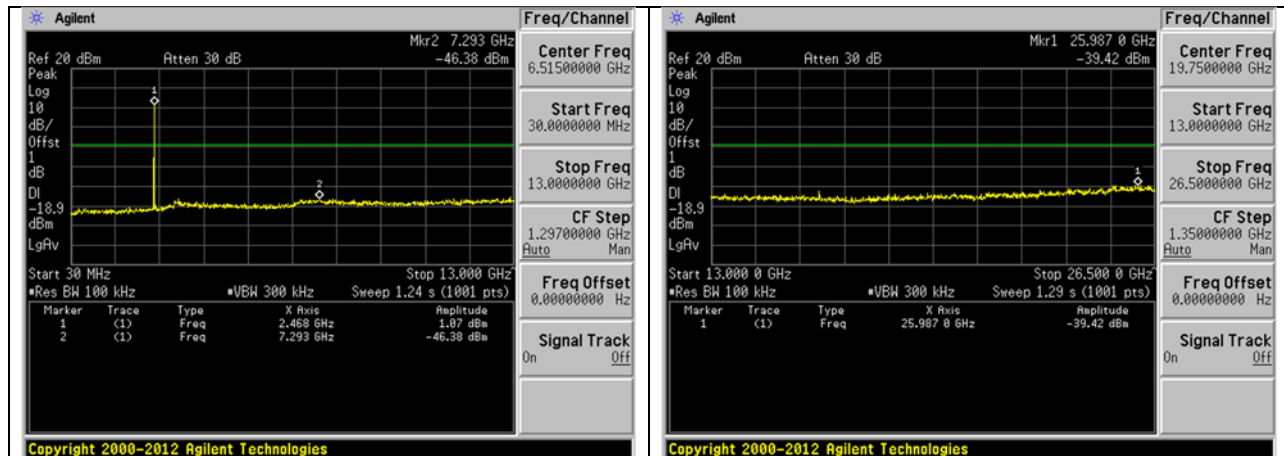 Agilent
Freq/Channel
Mkr2 7.293 GHz
Ref 20 dBm Atten 30 dB -46.38 dBm
Peak
Log
10
dB/
Offst
1
dB
DI
-18.9
dBm
LgAv
1
2
Start 30 MHz Stop 13.000 GHz^
#Res BW 100 kHz #VBW 300 kHz Sweep 1.24 s (1001 pts)
Marker Trace Type X Axis Amplitude
1 (1) Freq 2.468 GHz 1.07 dBm
2 (1) Freq 7.293 GHz -46.38 dBm
Center Freq
6.51500000 GHz
Start Freq
30.0000000 MHz
Stop Freq
13.0000000 GHz
CF Step
1.29700000 GHz
Auto Man
Freq Offset
0.00000000 Hz
Signal Track
On Off
Copyright 2000-2012 Agilent Technologies
Agilent
Freq/Channel
Mkr1 25.987 0 GHz
Ref 20 dBm Atten 30 dB -39.42 dBm
Peak
Log
10
dB/
Offst
1
dB
DI
-18.9
dBm
LgAv
1
Start 13.000 0 GHz Stop 26.500 0 GHz^
#Res BW 100 kHz #VBW 300 kHz Sweep 1.29 s (1001 pts)
Marker Trace Type X Axis Amplitude
1 (1) Freq 25.987 0 GHz -39.42 dBm
Center Freq
19.7500000 GHz
Start Freq
13.0000000 GHz
Stop Freq
26.5000000 GHz
CF Step
1.35000000 GHz
Auto Man
Freq Offset
0.00000000 Hz
Signal Track
On Off
Copyright 2000-2012 Agilent Technologies